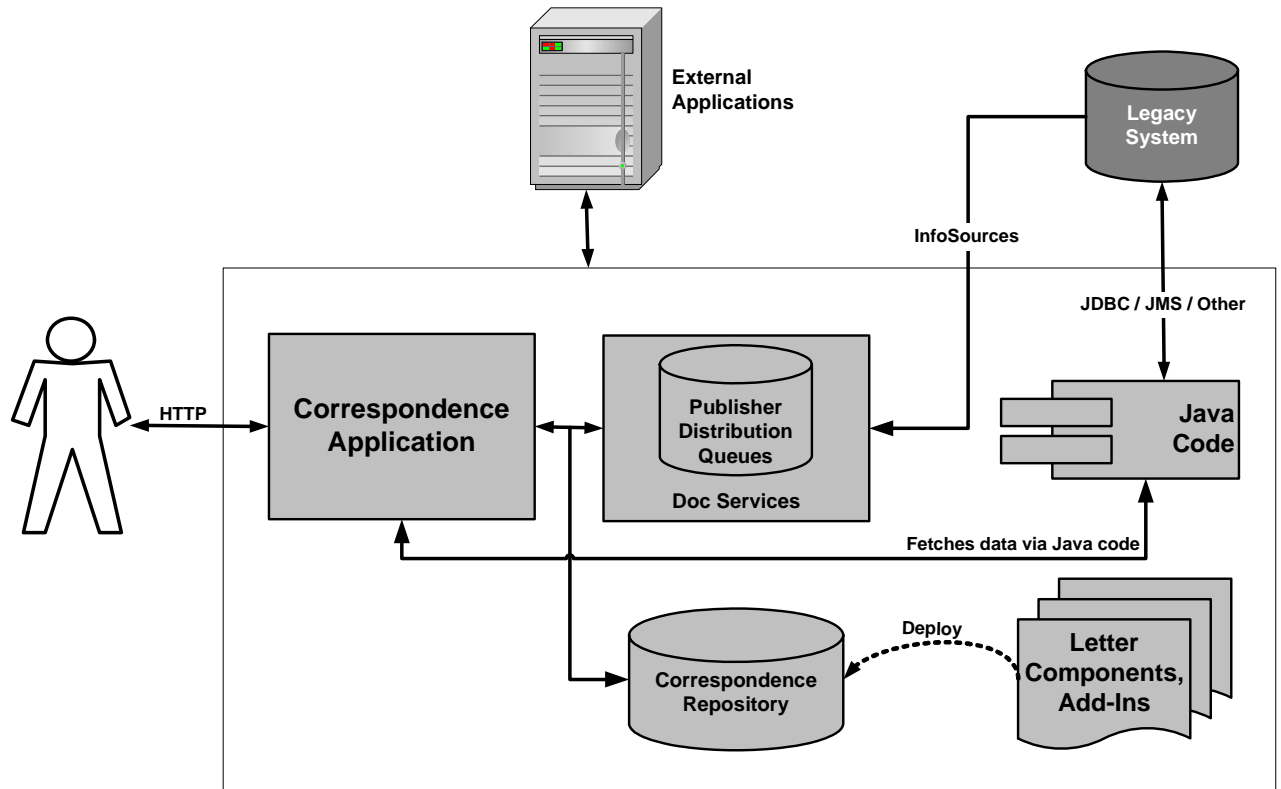 External
Applications
Legacy
System
InfoSources
JDBC / JMS / Other
HTTP
Correspondence
Application
Publisher
Distribution
Queues
Doc Services
Java
Code
Fetches data via Java code
Deploy
Correspondence
Repository
Letter
Components,
Add-Ins